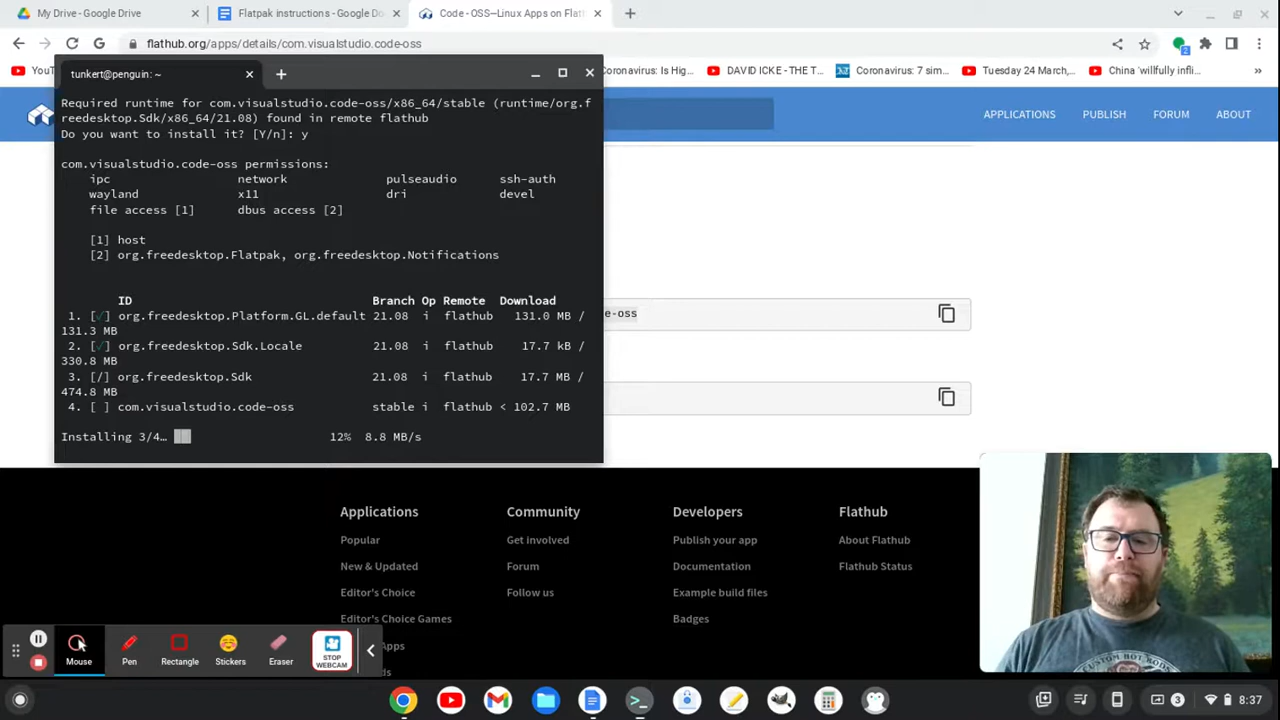 My Drive - Google Drive
Flatpak instructions - Google Do
Code - OSS—Linux Apps on Flath
flathub.org/apps/details/com.visualstudio.code-oss
YouT
Coronavirus: Is Hig...
DAVID ICKE - THE T...
Coronavirus: 7 sim...
Tuesday 24 March,...
China 'willfully infli...
tunkert@penguin: ~
APPLICATIONS
PUBLISH
FORUM
ABOUT
Required runtime for com.visualstudio.code-oss/x86_64/stable (runtime/org.f
reedesktop.Sdk/x86_64/21.08) found in remote flathub
Do you want to install it? [Y/n]: y
com.visualstudio.code-oss permissions:
ipc network pulseaudio ssh-auth
wayland x11 dri devel
file access [1] dbus access [2]
[1] host
[2] org.freedesktop.Flatpak, org.freedesktop.Notifications
ID Branch Op Remote Download
1. [✓] org.freedesktop.Platform.GL.default 21.08 i flathub 131.0 MB /
131.3 MB
2. [✓] org.freedesktop.Sdk.Locale 21.08 i flathub 17.7 kB /
330.8 MB
3. [/] org.freedesktop.Sdk 21.08 i flathub 17.7 MB /
474.8 MB
4. [ ] com.visualstudio.code-oss stable i flathub < 102.7 MB
Installing 3/4… 12% 8.8 MB/s
e-oss
Applications
Popular
New & Updated
Editor's Choice
Editor's Choice Games
Apps
ds
Community
Get involved
Forum
Follow us
Developers
Publish your app
Documentation
Example build files
Badges
Flathub
About Flathub
Flathub Status
Mouse
Pen
Rectangle
Stickers
Eraser
STOP
WEBCAM
CUSTOM HOT RODS
3
8:37